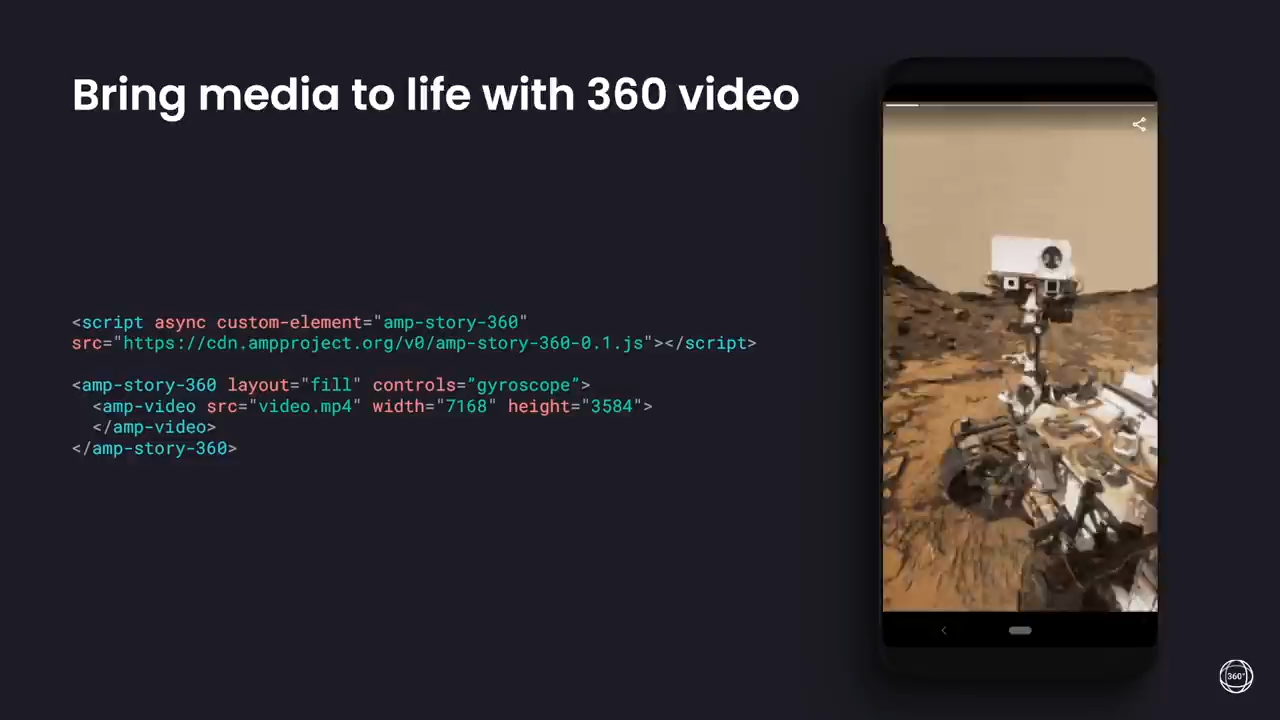 Bring media to life with 360 video
<script async custom-element="amp-story-360"
src="https://cdn.ampproject.org/v0/amp-story-360-0.1.js"></script>
<amp-story-360 layout="fill" controls=”gyroscope”>
<amp-video src="video.mp4" width="7168" height="3584">
</amp-video>
</amp-story-360>
360°